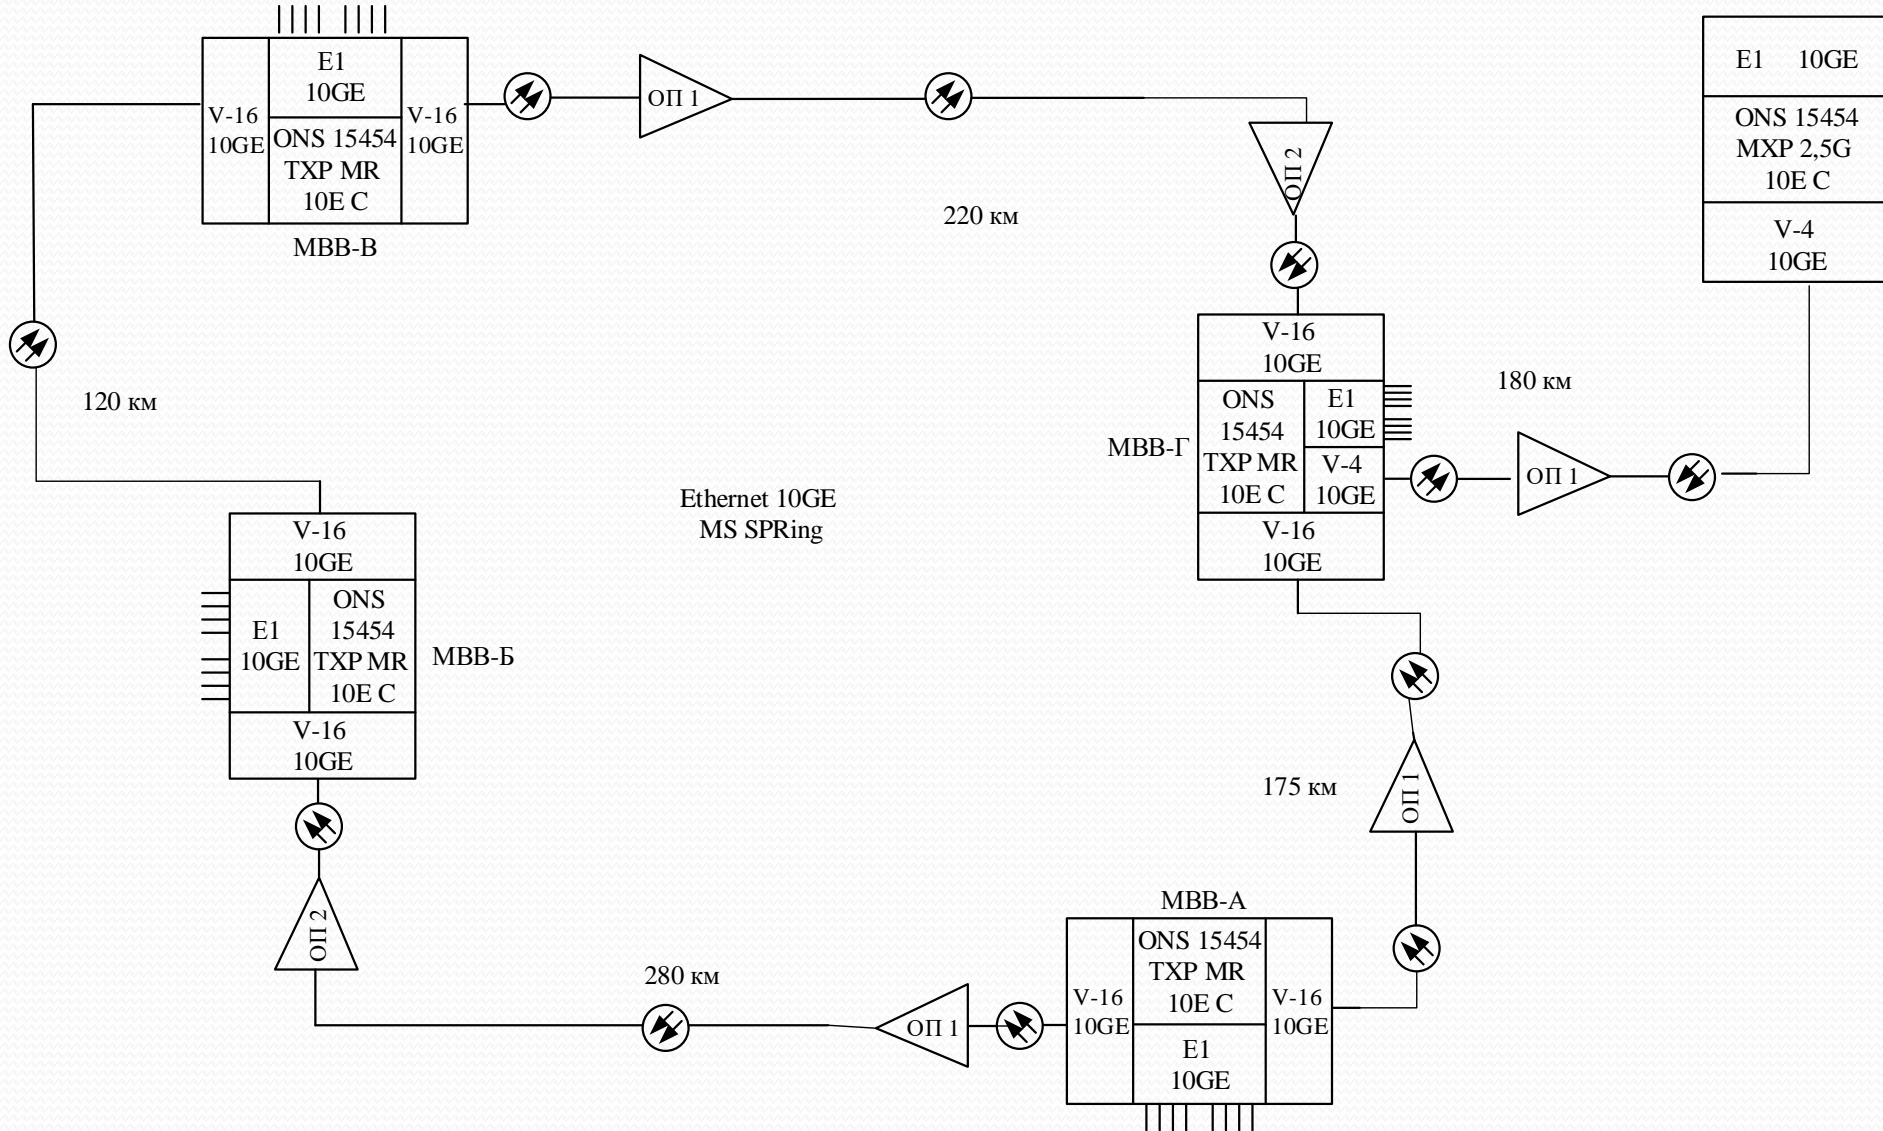 E1
10GE
V-16
10GE
ONS 15454
TXP MR
10E C
V-16
10GE
МВВ-В
ОП 1
ОП 2
220 км
E1 10GE
ONS 15454
MXP 2,5G
10E C
V-4
10GE
120 км
V-16
10GE
ONS
15454
TXP MR
10E C
E1
10GE
V-4
10GE
V-16
10GE
МВВ-Г
180 км
ОП 1
Ethernet 10GE
MS SPRing
V-16
10GE
E1
10GE
ONS
15454
TXP MR
10E C
V-16
10GE
МВВ-Б
175 км
ОП 1
ОП 2
280 км
ОП 1
МВВ-А
V-16
10GE
ONS 15454
TXP MR
10E C
E1
10GE
V-16
10GE